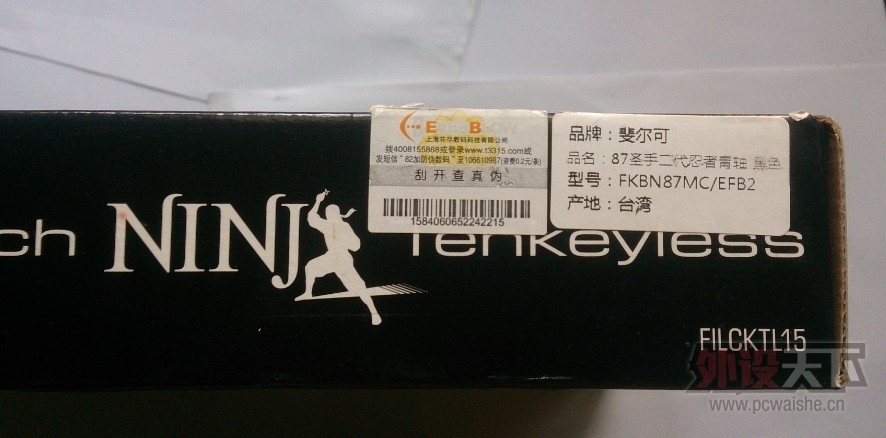 上海花尽数码科技有限公司
拨4008155888或登录www.t3315.com或
发短信"82加防伪数码"至106610987(资费0.2元/条)
刮开查真伪
1584060652242215
品牌：斐尔可
品名：87圣手二代忍者青轴 黑色
型号：FKBN87MC/EFB2
产地：台湾
ch NINJ Tenkeyless
FILCKTL15
外设天下
www.pcwaishe.cn